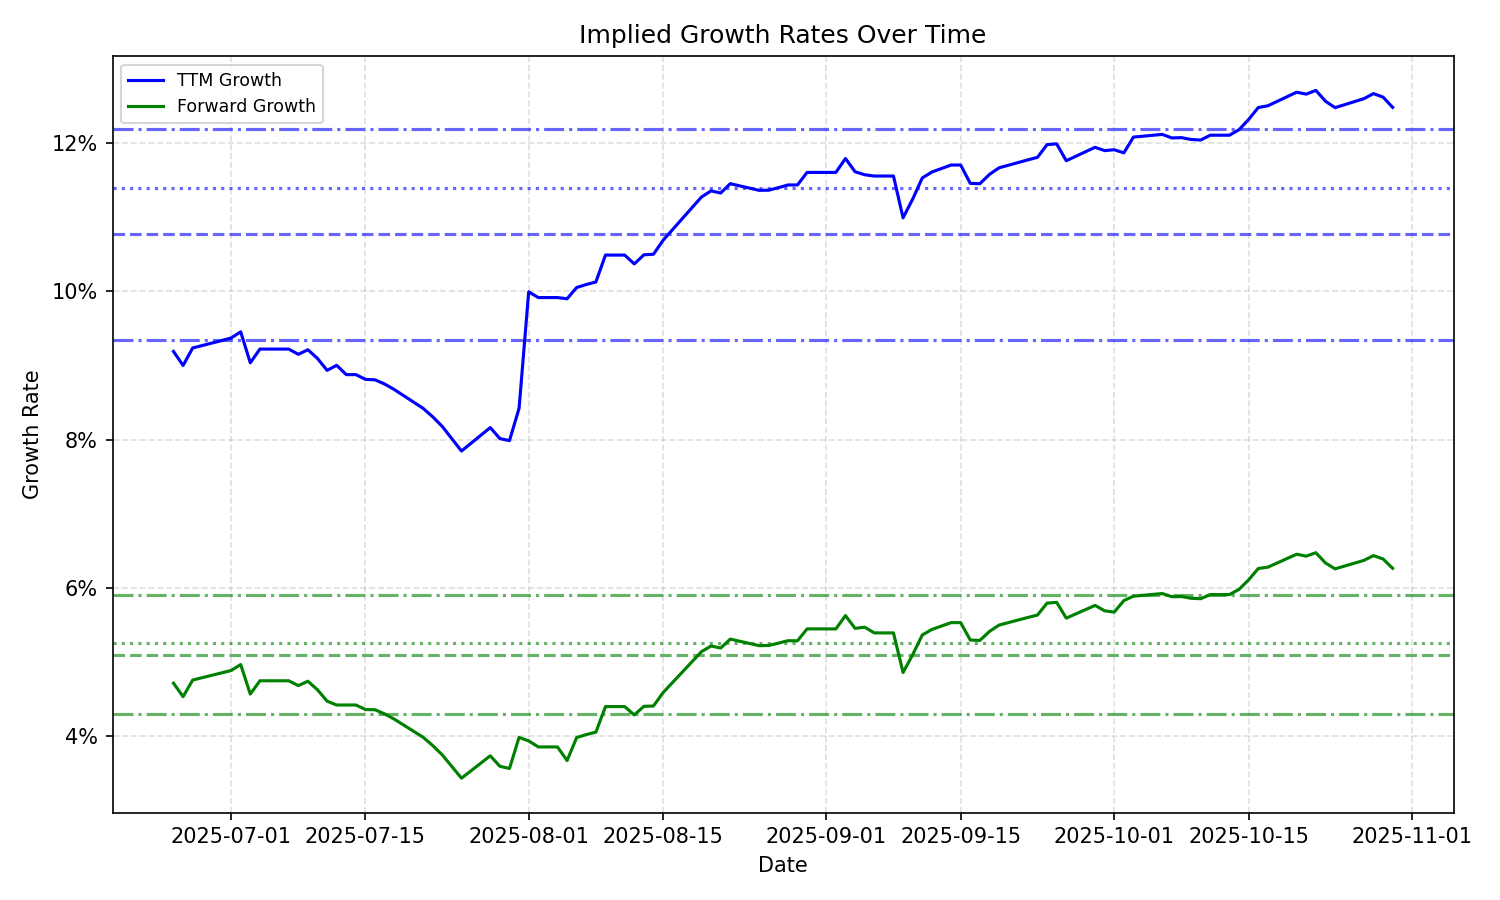 Implied Growth Rates Over Time
TTM Growth
Forward Growth
12%
10%
8%
6%
4%
Growth Rate
2025-07-01 2025-07-15 2025-08-01 2025-08-15 2025-09-01 2025-09-15 2025-10-01 2025-10-15 2025-11-01
Date